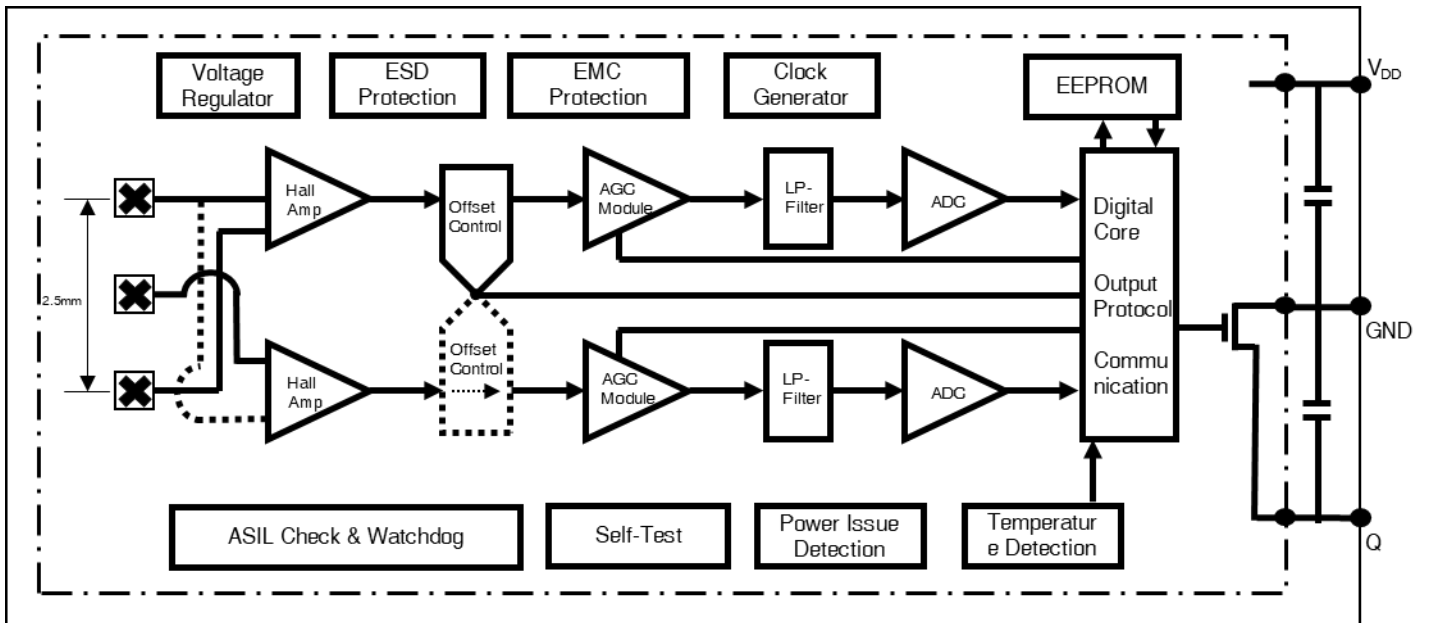 Voltage
Regulator
ESD
Protection
EMC
Protection
Clock
Generator
EEPROM
V_DD
Hall
Amp
Offset
Control
AGC
Module
LP-
Filter
ADC
Digital
Core
Output
Protocol
Commu
nication
2.5mm
GND
Hall
Amp
Offset
Control
AGC
Module
LP-
Filter
ADC
ASIL Check & Watchdog
Self-Test
Power Issue
Detection
Temperatur
e Detection
Q